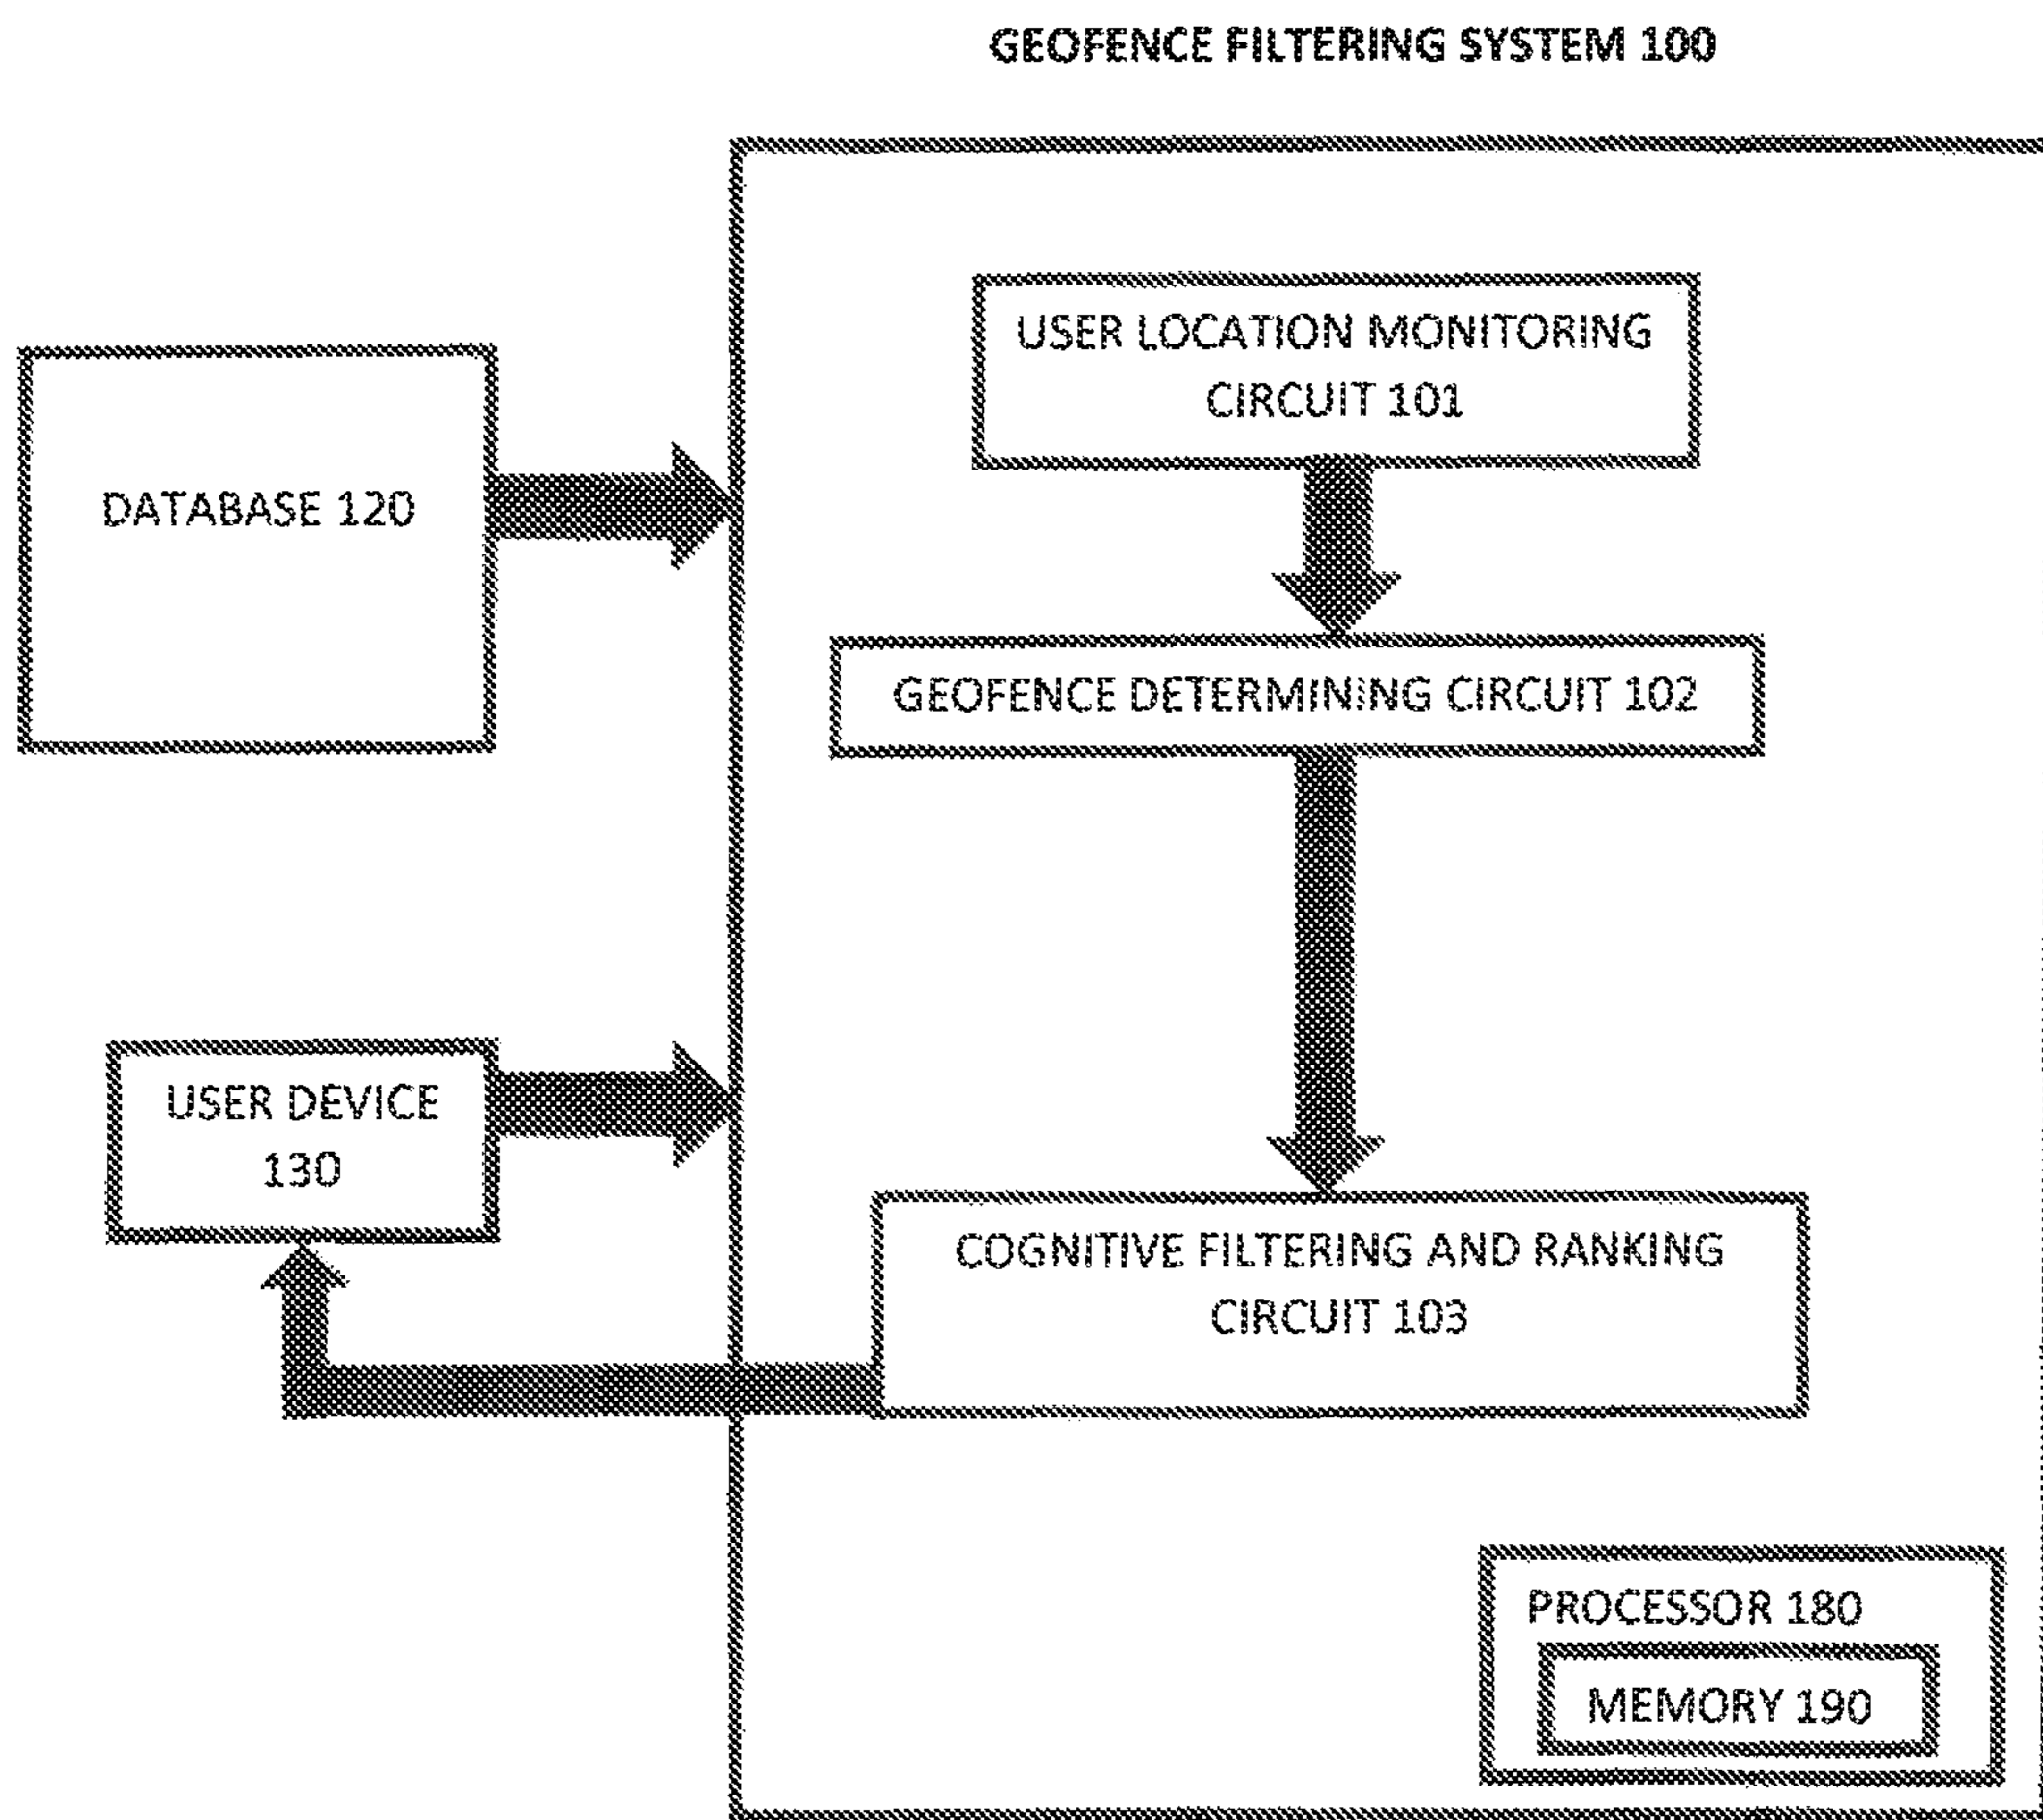 GEOFENCE FILTERING SYSTEM 100
USER LOCATION MONITORING
CIRCUIT 101
DATABASE 120
GEOFENCE DETERMINING CIRCUIT 102
USER DEVICE
130
COGNITIVE FILTERING AND RANKING
CIRCUIT 103
PROCESSOR 180
MEMORY 190